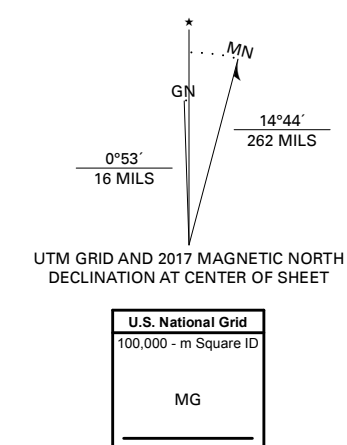 ★
MN
GN
14°44´
262 MILS
0°53´
16 MILS
UTM GRID AND 2017 MAGNETIC NORTH
DECLINATION AT CENTER OF SHEET
U.S. National Grid
100,000 - m Square ID
MG